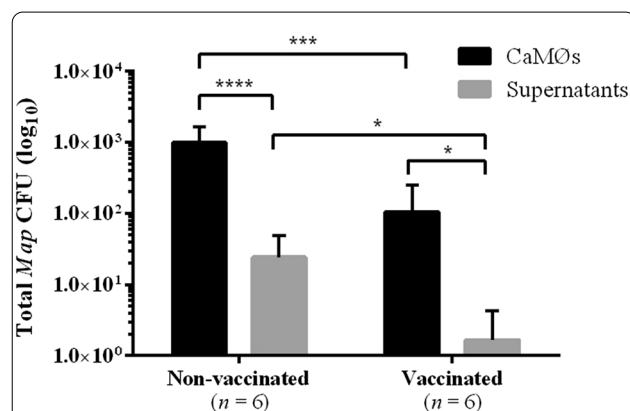 ***
CaMØs
****
Supernatants
*
*
Total Map CFU (log₁₀)
1.0×10⁴
1.0×10³
1.0×10²
1.0×10¹
1.0×10⁰
Non-vaccinated Vaccinated
(n = 6) (n = 6)